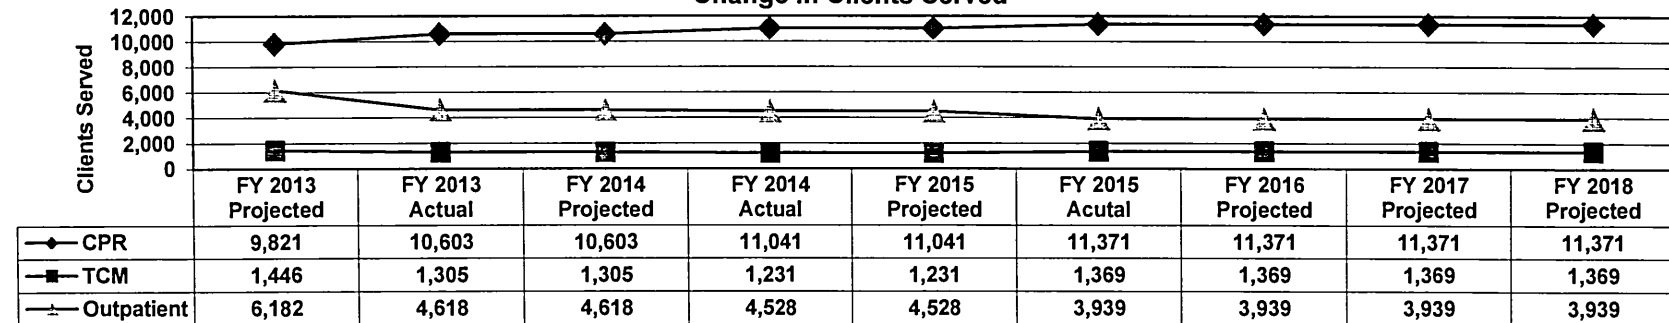 Change in Clients Served
12,000
10,000
8,000
6,000
4,000
2,000
0
Clients Served
FY 2013 Projected FY 2013 Actual FY 2014 Projected FY 2014 Actual FY 2015 Projected FY 2015 Acutal FY 2016 Projected FY 2017 Projected FY 2018 Projected
CPR 9,821 10,603 10,603 11,041 11,041 11,371 11,371 11,371 11,371
TCM 1,446 1,305 1,305 1,231 1,231 1,369 1,369 1,369 1,369
Outpatient 6,182 4,618 4,618 4,528 4,528 3,939 3,939 3,939 3,939